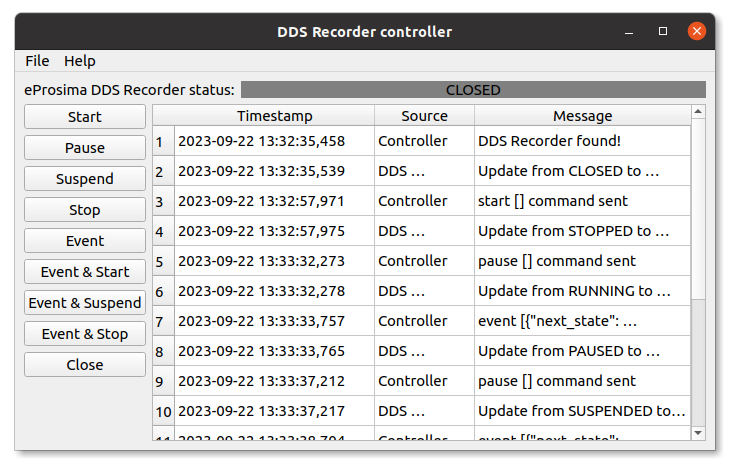 DDS Recorder controller
File Help
eProsima DDS Recorder status: CLOSED
Start
Pause
Suspend
Stop
Event
Event & Start
Event & Suspend
Event & Stop
Close
Timestamp Source Message
1 2023-09-22 13:32:35,458 Controller DDS Recorder found!
2 2023-09-22 13:32:35,539 DDS ... Update from CLOSED to ...
3 2023-09-22 13:32:57,971 Controller start [] command sent
4 2023-09-22 13:32:57,975 DDS ... Update from STOPPED to ...
5 2023-09-22 13:33:32,273 Controller pause [] command sent
6 2023-09-22 13:33:32,278 DDS ... Update from RUNNING to ...
7 2023-09-22 13:33:33,757 Controller event [{"next_state": ...
8 2023-09-22 13:33:33,765 DDS ... Update from PAUSED to ...
9 2023-09-22 13:33:37,212 Controller pause [] command sent
10 2023-09-22 13:33:37,217 DDS ... Update from SUSPENDED to...
11 2023-09-22 13:33:38,704 Controller event [{"next_state": ...